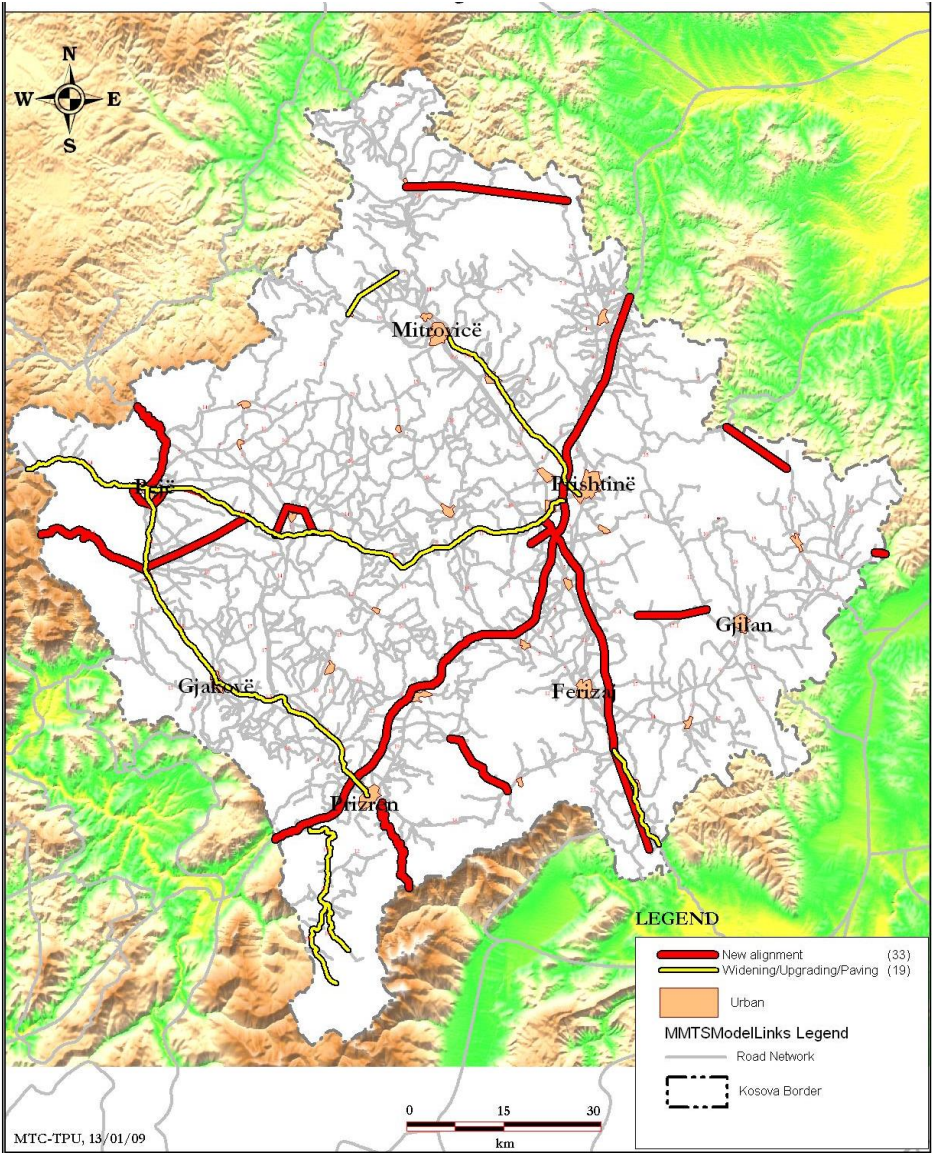 N
W E
S
Mitrovicë
Pejë
Prishtinë
Gjilan
Gjakovë
Ferizaj
Prizren
LEGEND
New alignment (33)
Widening/Upgrading/Paving (19)
Urban
MMTSModelLinks Legend
Road Network
Kosova Border
0 15 30
km
MTC-TPU, 13/01/09